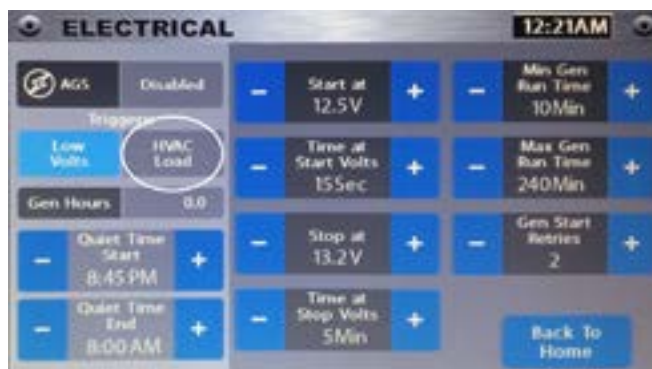 ELECTRICAL
12:21AM
AGS
Disabled
Triggers
Low
Volts
HVAC
Load
Gen Hours
0.0
-
Quiet Time
Start
8:45 PM
+
-
Quiet Time
End
8:00 AM
+
-
Start at
12.5V
+
-
Time at
Start Volts
15Sec
+
-
Stop at
13.2V
+
-
Time at
Stop Volts
5Min
+
-
Min Gen
Run Time
10Min
+
-
Max Gen
Run Time
240Min
+
-
Gen Start
Retries
2
+
Back To
Home